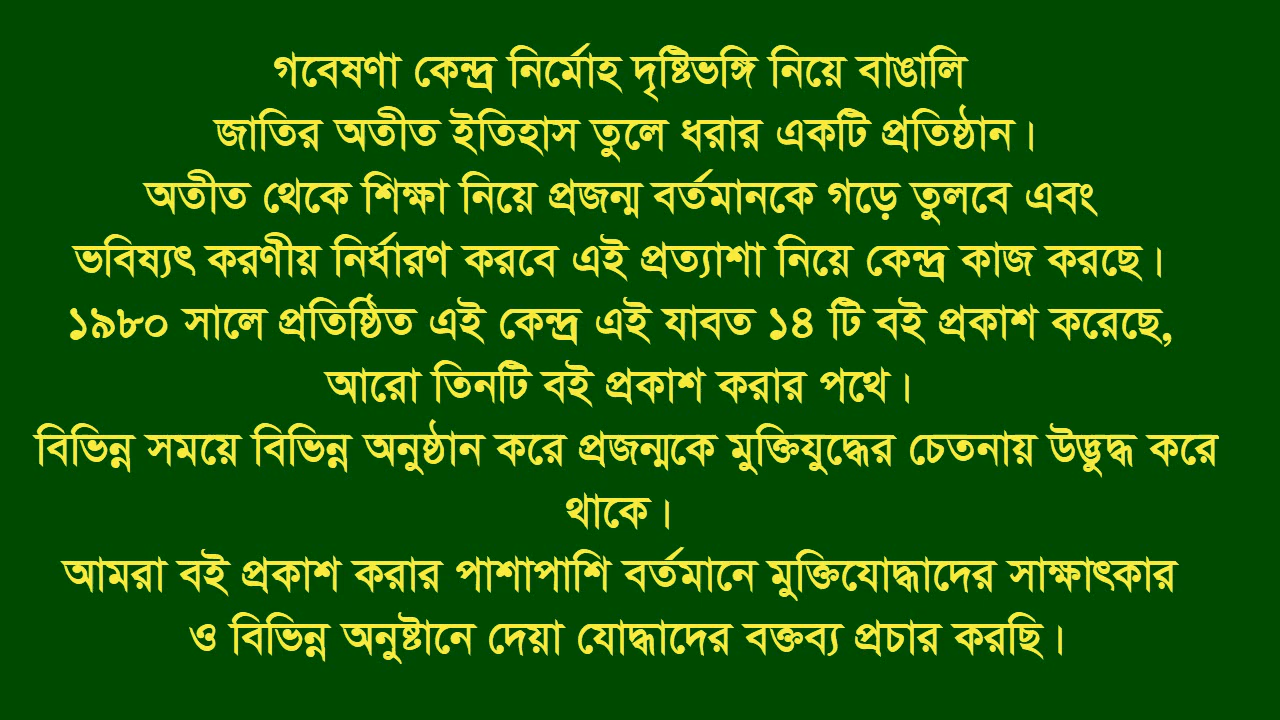 গবেষণা কেন্দ্র নির্মোহ দৃষ্টিভঙ্গি নিয়ে বাঙালি
জাতির অতীত ইতিহাস তুলে ধরার একটি প্রতিষ্ঠান।
অতীত থেকে শিক্ষা নিয়ে প্রজন্ম বর্তমানকে গড়ে তুলবে এবং
ভবিষ্যৎ করণীয় নির্ধারণ করবে এই প্রত্যাশা নিয়ে কেন্দ্র কাজ করছে।
১৯৮০ সালে প্রতিষ্ঠিত এই কেন্দ্র এই যাবত ১৪ টি বই প্রকাশ করেছে,
আরো তিনটি বই প্রকাশ করার পথে।
বিভিন্ন সময়ে বিভিন্ন অনুষ্ঠান করে প্রজন্মকে মুক্তিযুদ্ধের চেতনায় উদ্ভুদ্ধ করে
থাকে।
আমরা বই প্রকাশ করার পাশাপাশি বর্তমানে মুক্তিযোদ্ধাদের সাক্ষাৎকার
ও বিভিন্ন অনুষ্টানে দেয়া যোদ্ধাদের বক্তব্য প্রচার করছি।